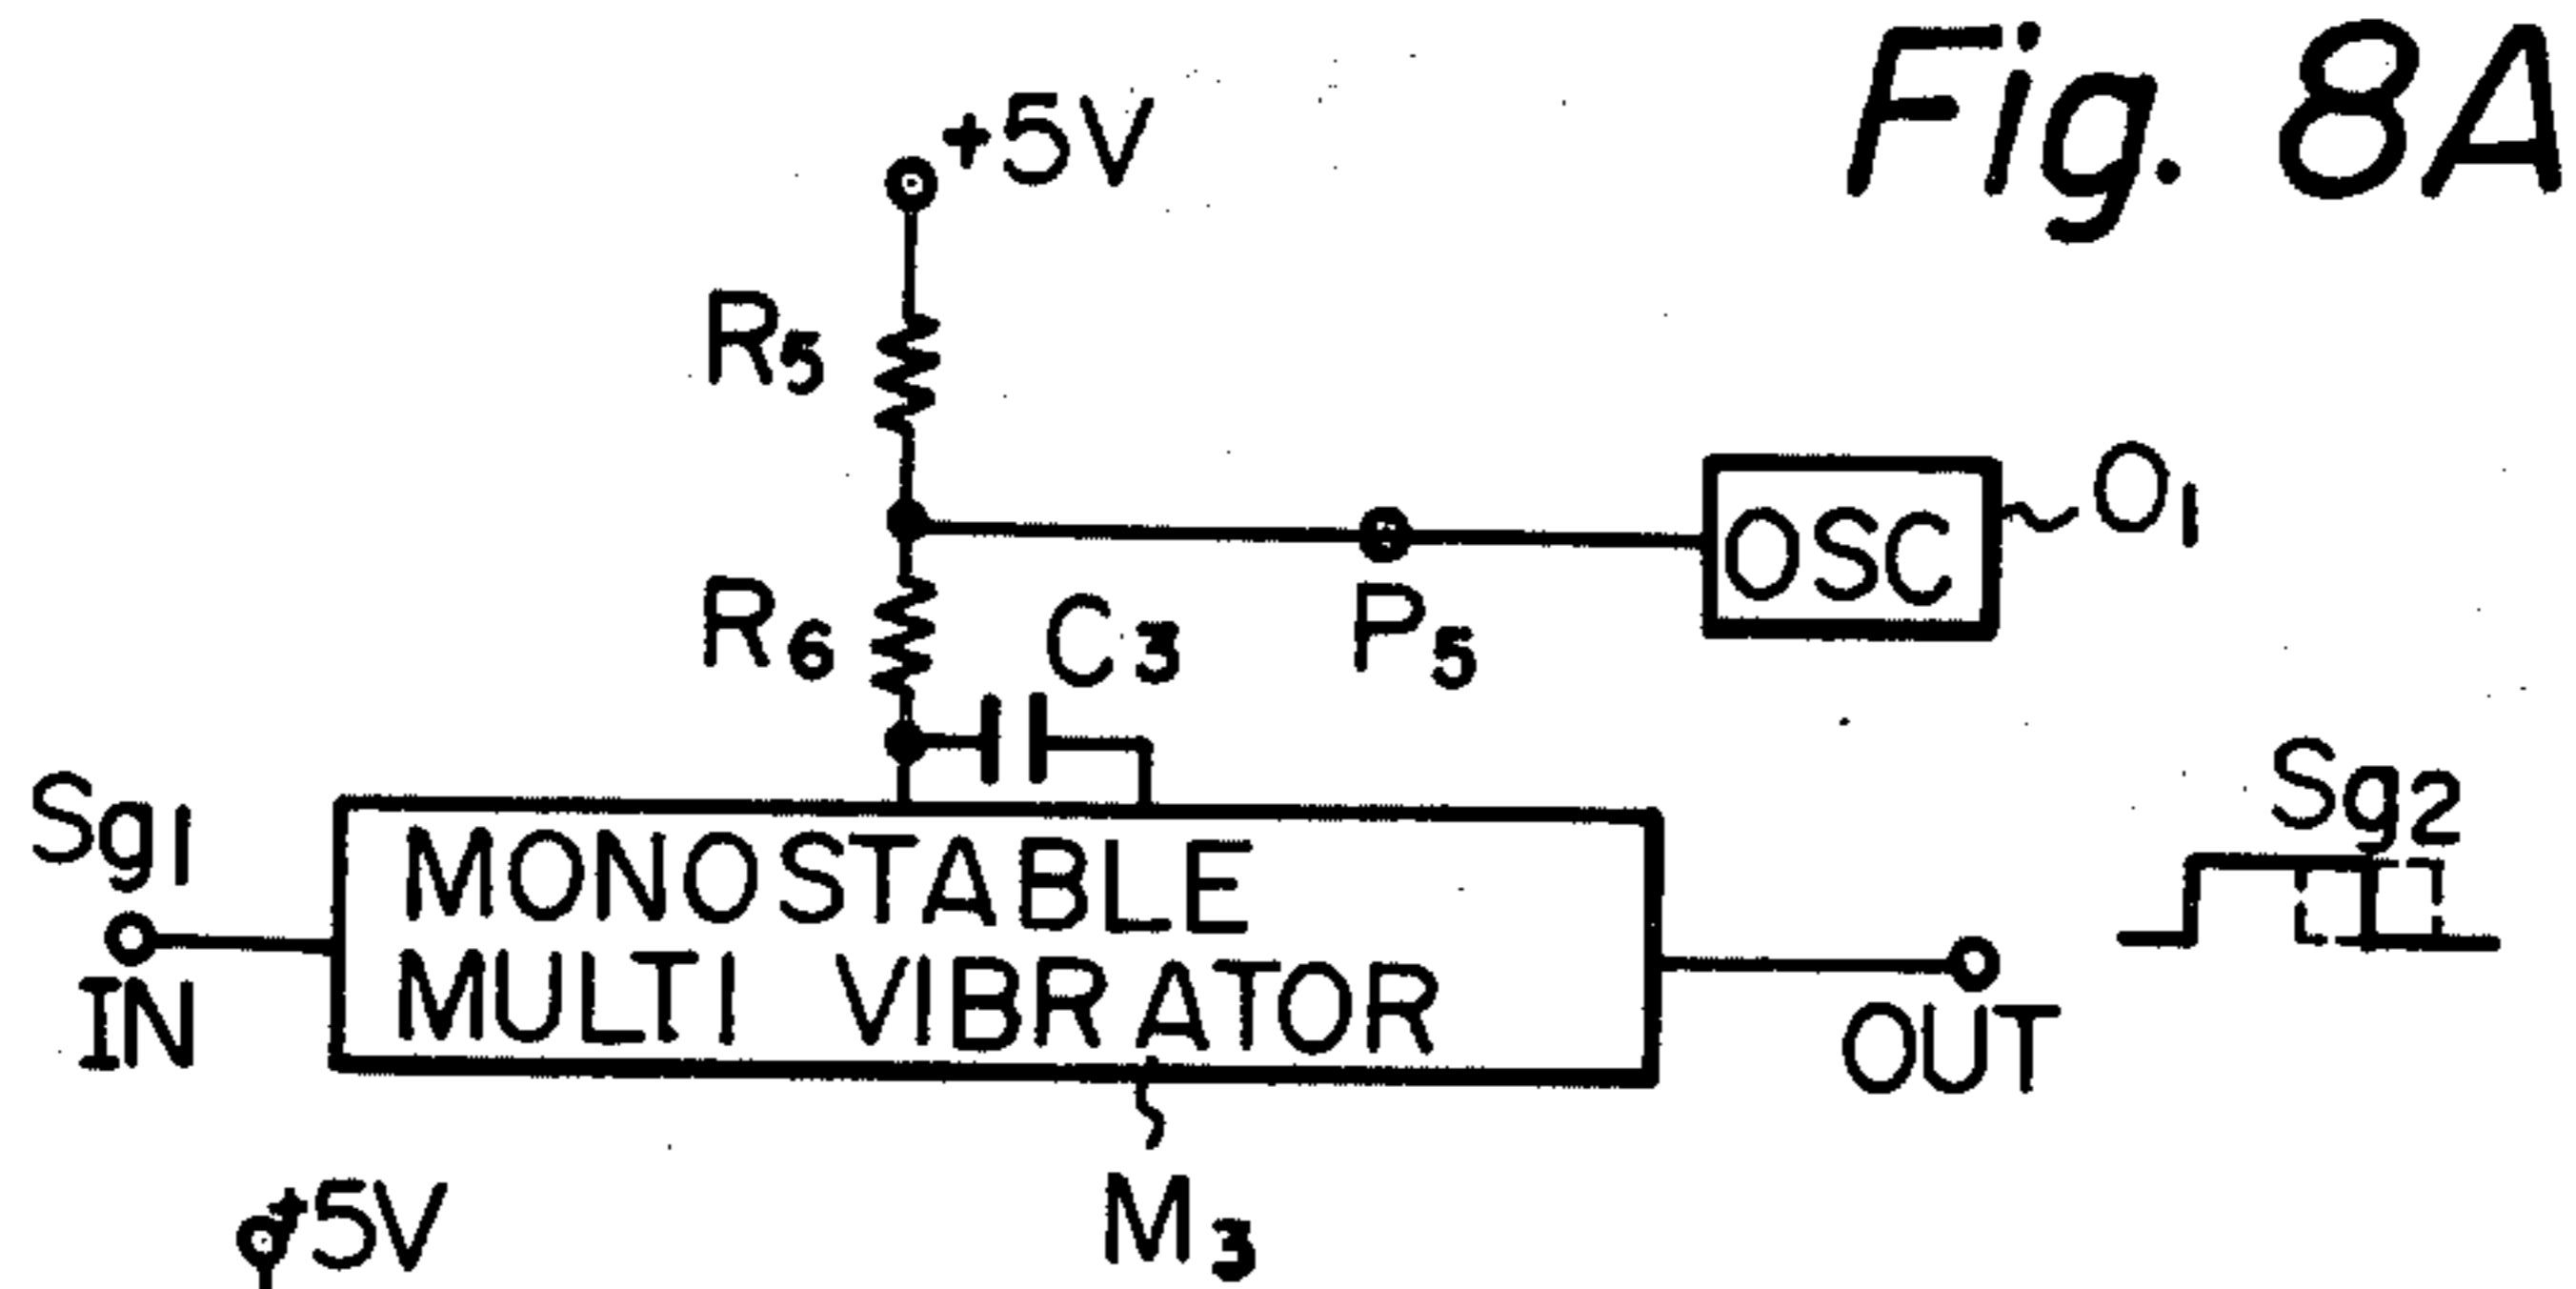 Fig. 8A
+5V
R5
OSC
O1
R6
C3
P5
Sg1
Sg2
MONOSTABLE
MULTI VIBRATOR
IN
OUT
M3
+5V